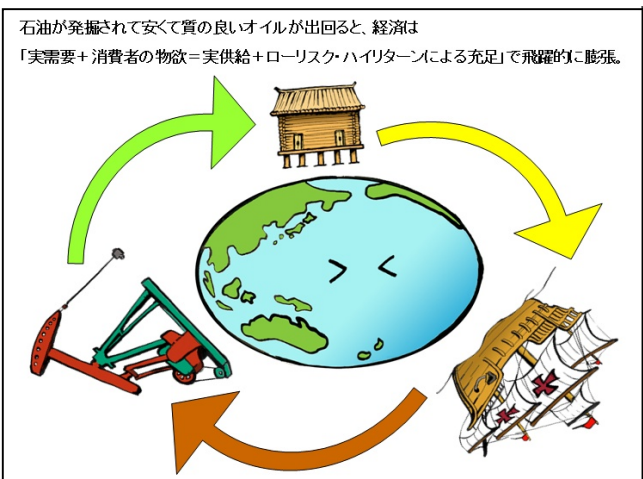 石油が発掘されて安くて質の良いオイルが出回ると、経済は
「実需要＋消費者の物欲＝実供給＋ローリスク・ハイリターンによる充足」で飛躍的に膨張。